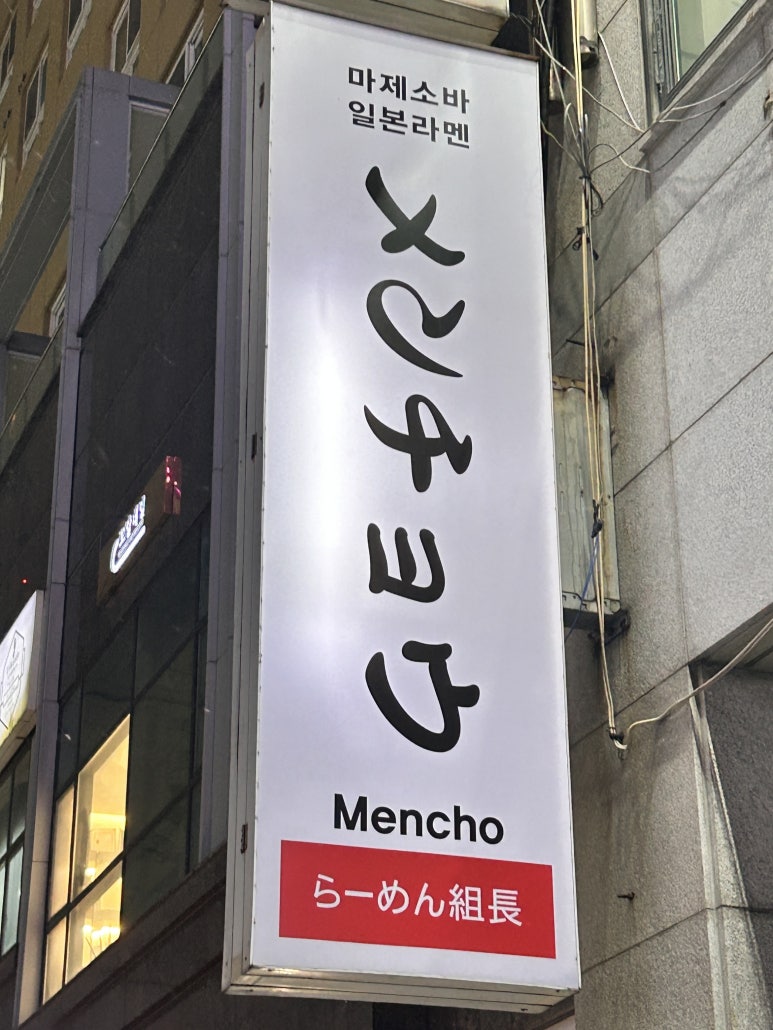 마제소바
일본라멘
メンチョウ
Mencho
らーめん組長